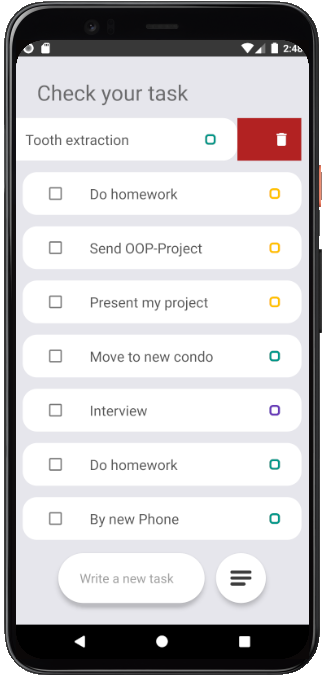 2:48
Check your task
Tooth extraction
Do homework
Send OOP-Project
Present my project
Move to new condo
Interview
Do homework
By new Phone
Write a new task